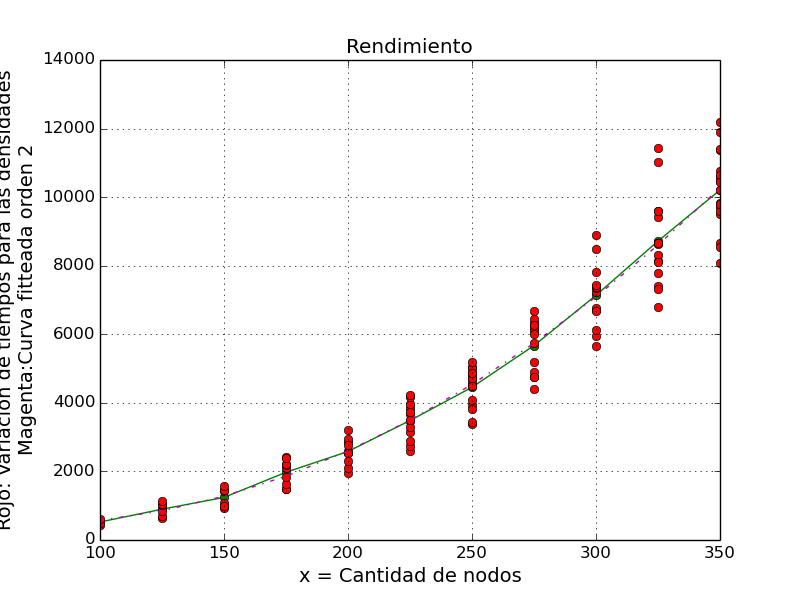 Rendimiento
14000
12000
10000
8000
6000
4000
2000
0
100 150 200 250 300 350
x = Cantidad de nodos
Rojo: Variación de tiempos para las densidades
Magenta:Curva fitteada orden 2